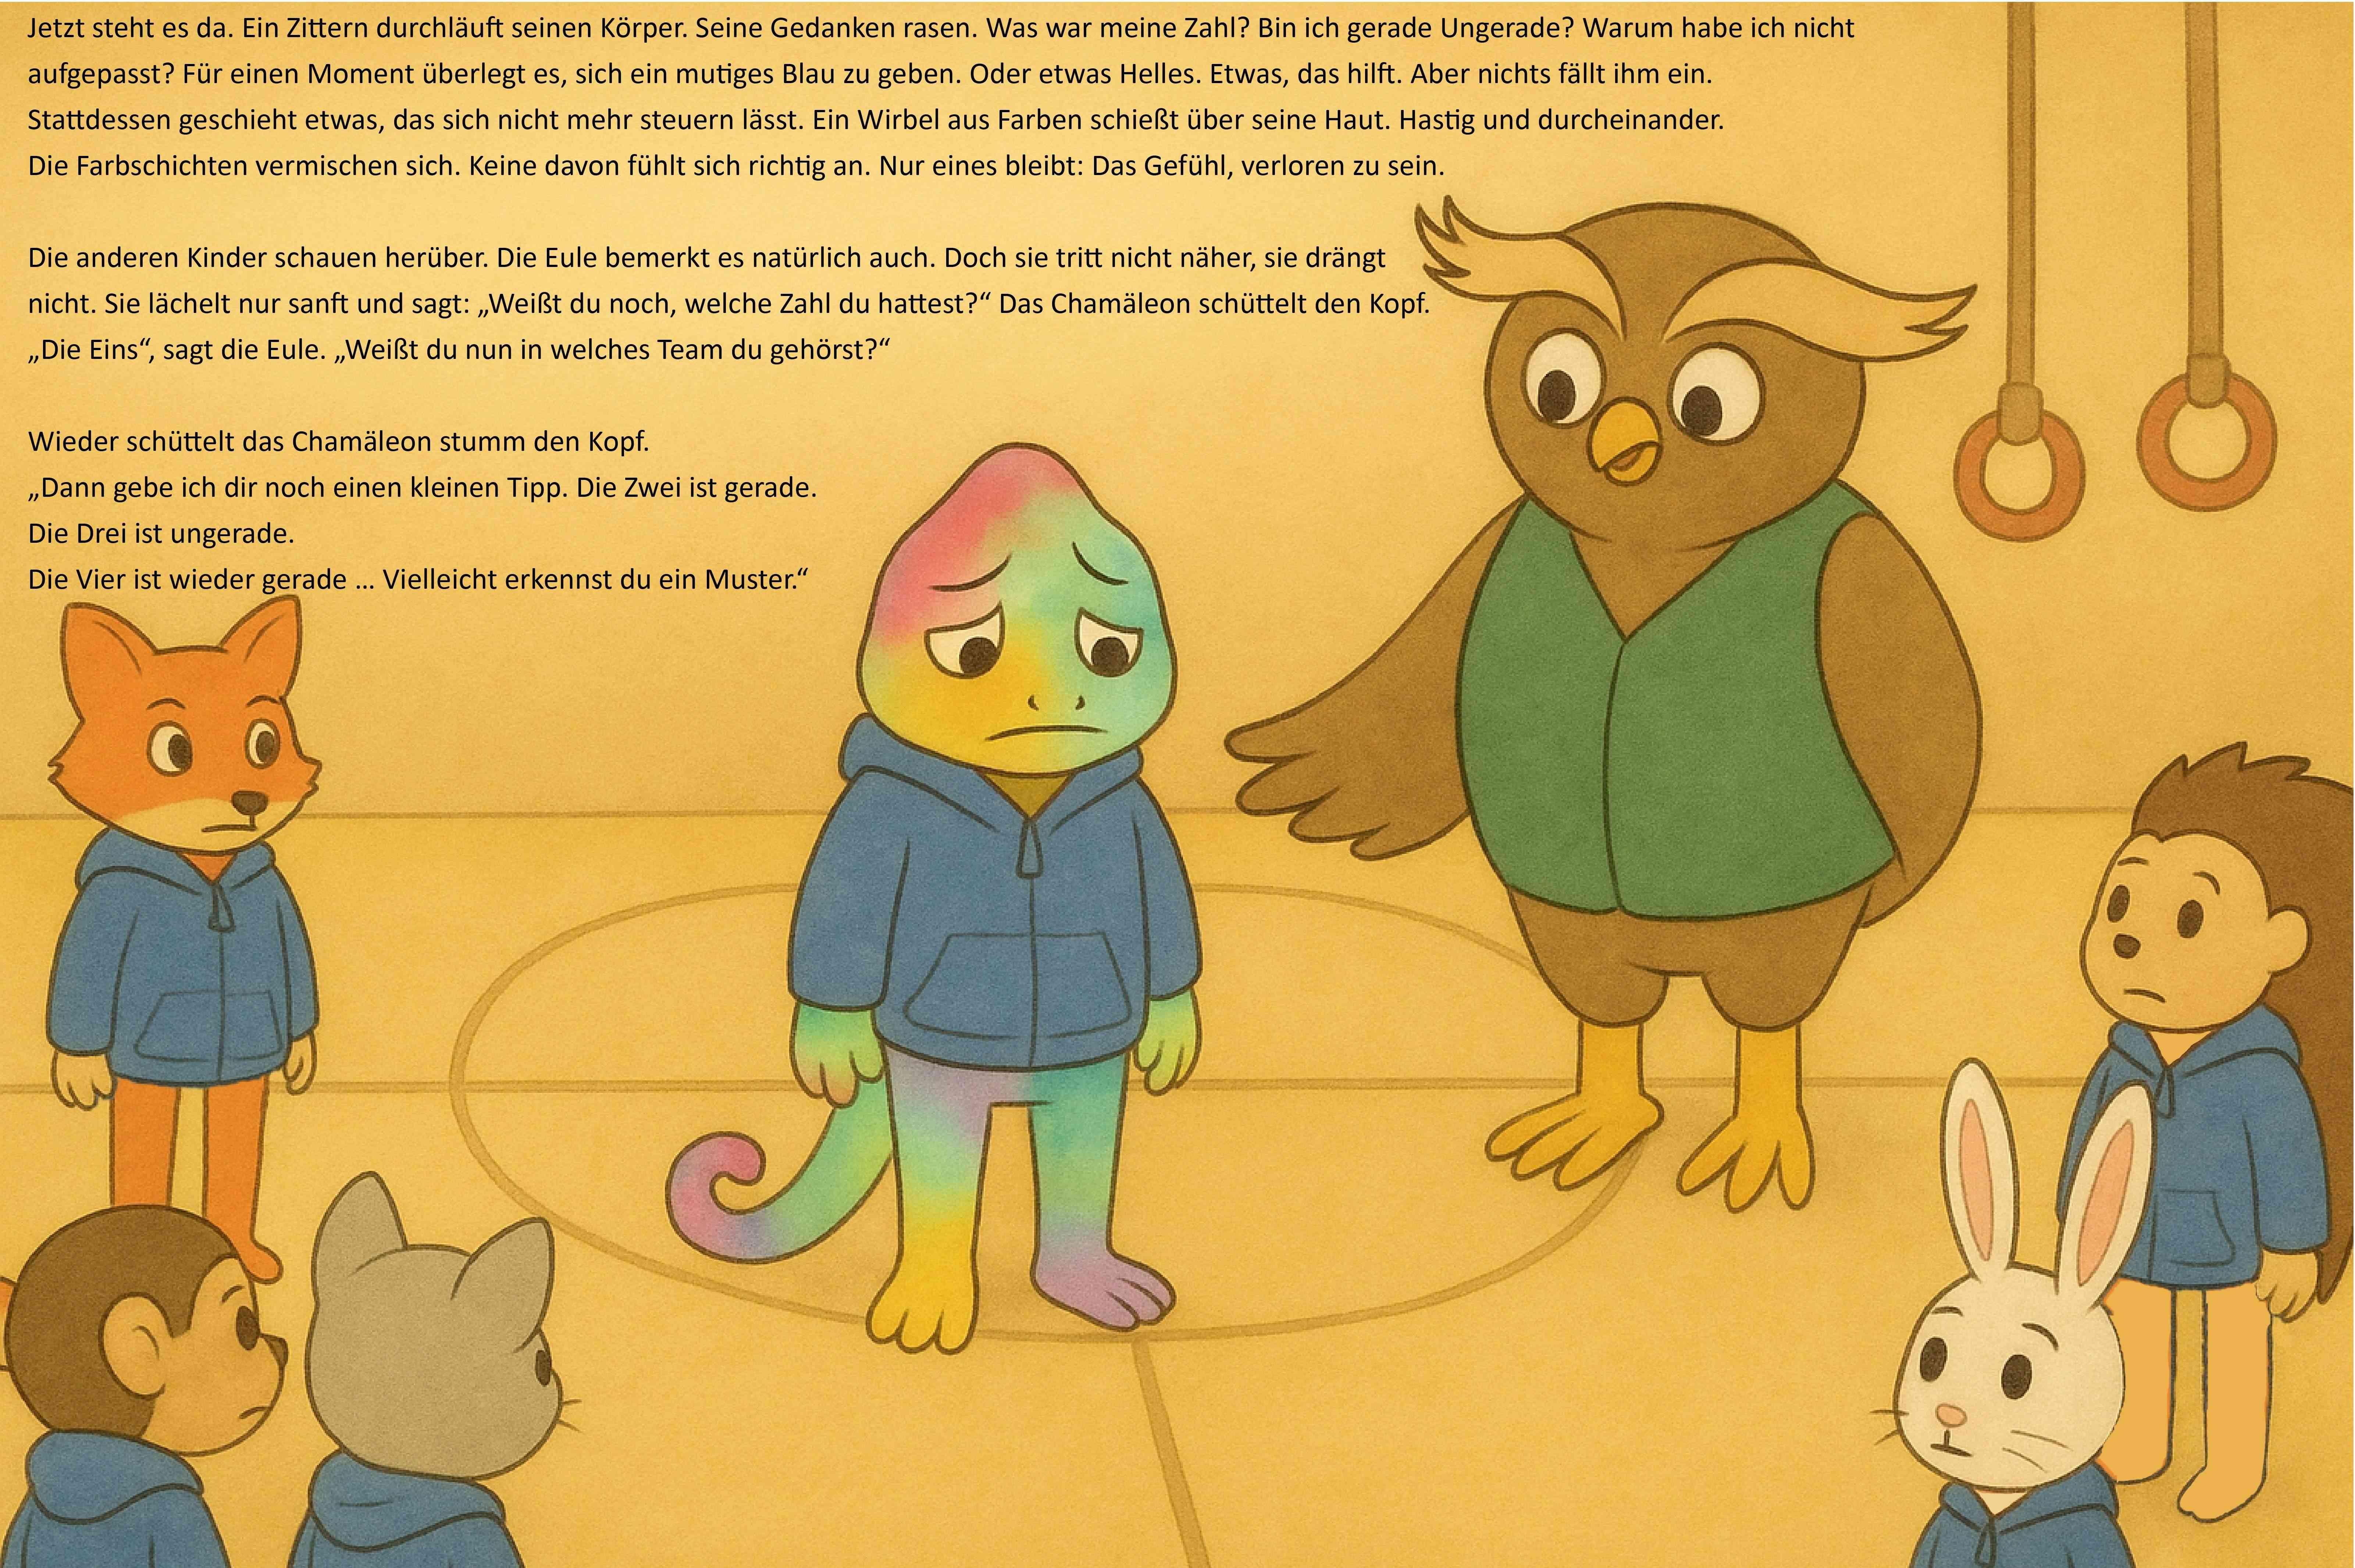 Jetzt steht es da. Ein Zittern durchläuft seinen Körper. Seine Gedanken rasen. Was war meine Zahl? Bin ich gerade Ungerade? Warum habe ich nicht
aufgepasst? Für einen Moment überlegt es, sich ein mutiges Blau zu geben. Oder etwas Helles. Etwas, das hilft. Aber nichts fällt ihm ein.
Stattdessen geschieht etwas, das sich nicht mehr steuern lässt. Ein Wirbel aus Farben schießt über seine Haut. Hastig und durcheinander.
Die Farbschichten vermischen sich. Keine davon fühlt sich richtig an. Nur eines bleibt: Das Gefühl, verloren zu sein.
Die anderen Kinder schauen herüber. Die Eule bemerkt es natürlich auch. Doch sie tritt nicht näher, sie drängt
nicht. Sie lächelt nur sanft und sagt: „Weißt du noch, welche Zahl du hattest?“ Das Chamäleon schüttelt den Kopf.
„Die Eins“, sagt die Eule. „Weißt du nun in welches Team du gehörst?“
Wieder schüttelt das Chamäleon stumm den Kopf.
„Dann gebe ich dir noch einen kleinen Tipp. Die Zwei ist gerade.
Die Drei ist ungerade.
Die Vier ist wieder gerade … Vielleicht erkennst du ein Muster.“